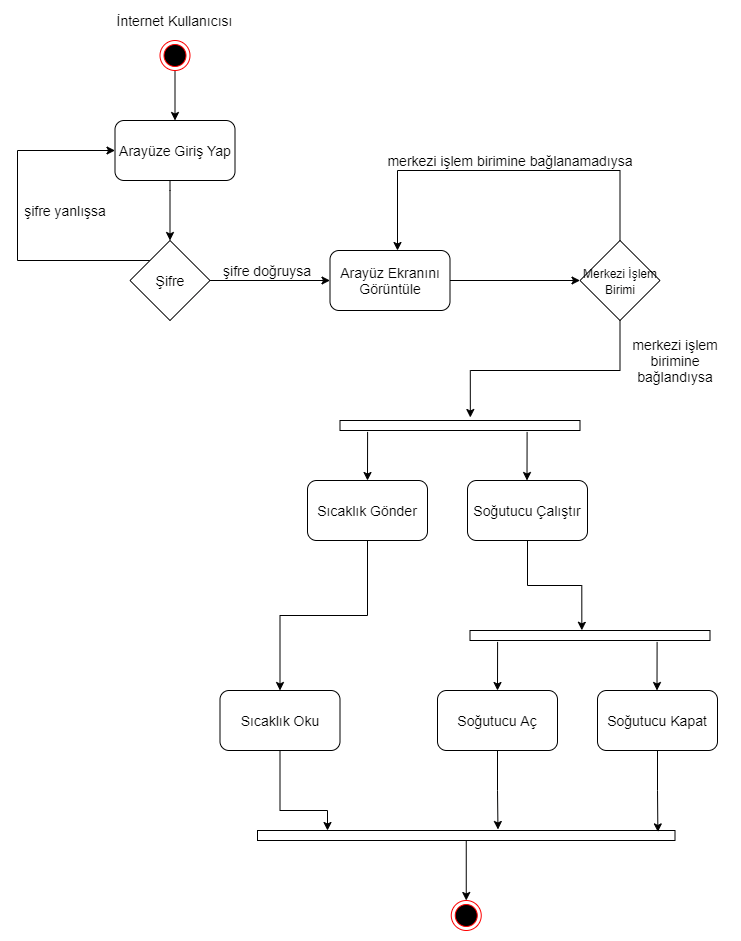 İnternet Kullanıcısı
Arayüze Giriş Yap
şifre yanlışsa
Şifre
şifre doğruysa
Arayüz Ekranını
Görüntüle
merkezi işlem birimine bağlanamadıysa
Merkezi İşlem
Birimi
merkezi işlem
birimine
bağlandıysa
Sıcaklık Gönder
Soğutucu Çalıştır
Sıcaklık Oku
Soğutucu Aç
Soğutucu Kapat